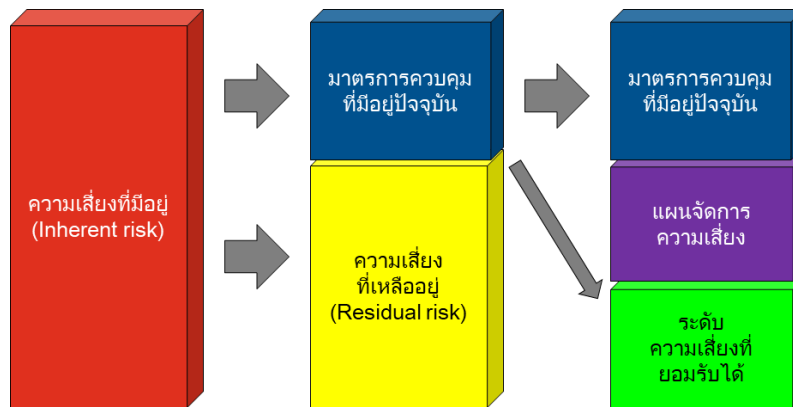 ความเสี่ยงที่มีอยู่
(Inherent risk)
มาตรการควบคุม
ที่มีอยู่ปัจจุบัน
ความเสี่ยง
ที่เหลืออยู่
(Residual risk)
มาตรการควบคุม
ที่มีอยู่ปัจจุบัน
แผนจัดการ
ความเสี่ยง
ระดับ
ความเสี่ยงที่
ยอมรับได้